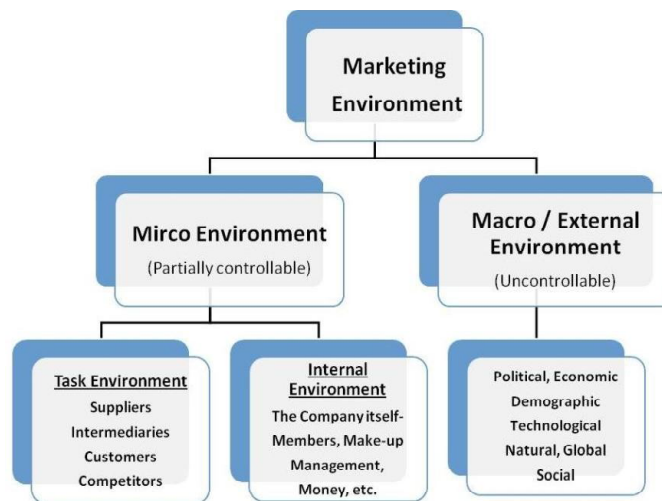 Marketing
Environment
Mirco Environment
(Partially controllable)
Macro / External
Environment
(Uncontrollable)
Task Environment
Suppliers
Intermediaries
Customers
Competitors
Internal
Environment
The Company itself-
Members, Make-up
Management,
Money, etc.
Political, Economic
Demographic
Technological
Natural, Global
Social